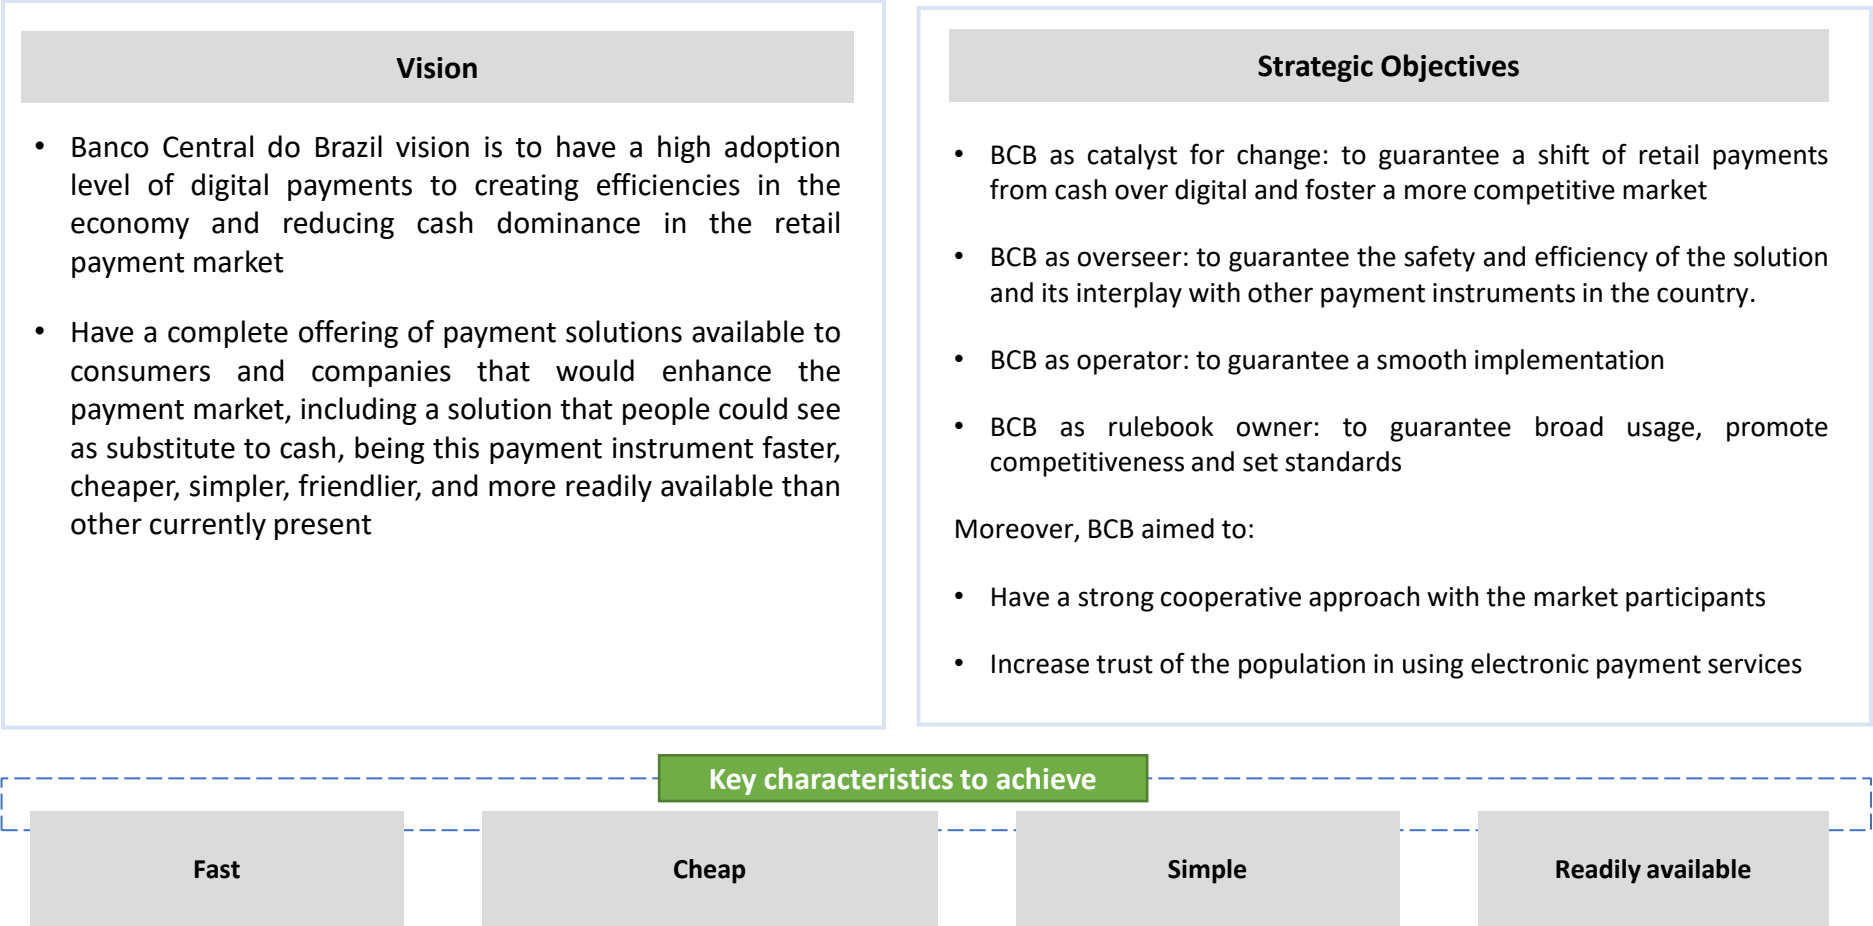 Vision
• Banco Central do Brazil vision is to have a high adoption
level of digital payments to creating efficiencies in the
economy and reducing cash dominance in the retail
payment market
• Have a complete offering of payment solutions available to
consumers and companies that would enhance the
payment market, including a solution that people could see
as substitute to cash, being this payment instrument faster,
cheaper, simpler, friendlier, and more readily available than
other currently present
Strategic Objectives
• BCB as catalyst for change: to guarantee a shift of retail payments
from cash over digital and foster a more competitive market
• BCB as overseer: to guarantee the safety and efficiency of the solution
and its interplay with other payment instruments in the country.
• BCB as operator: to guarantee a smooth implementation
• BCB as rulebook owner: to guarantee broad usage, promote
competitiveness and set standards
Moreover, BCB aimed to:
• Have a strong cooperative approach with the market participants
• Increase trust of the population in using electronic payment services
Key characteristics to achieve
Fast
Cheap
Simple
Readily available